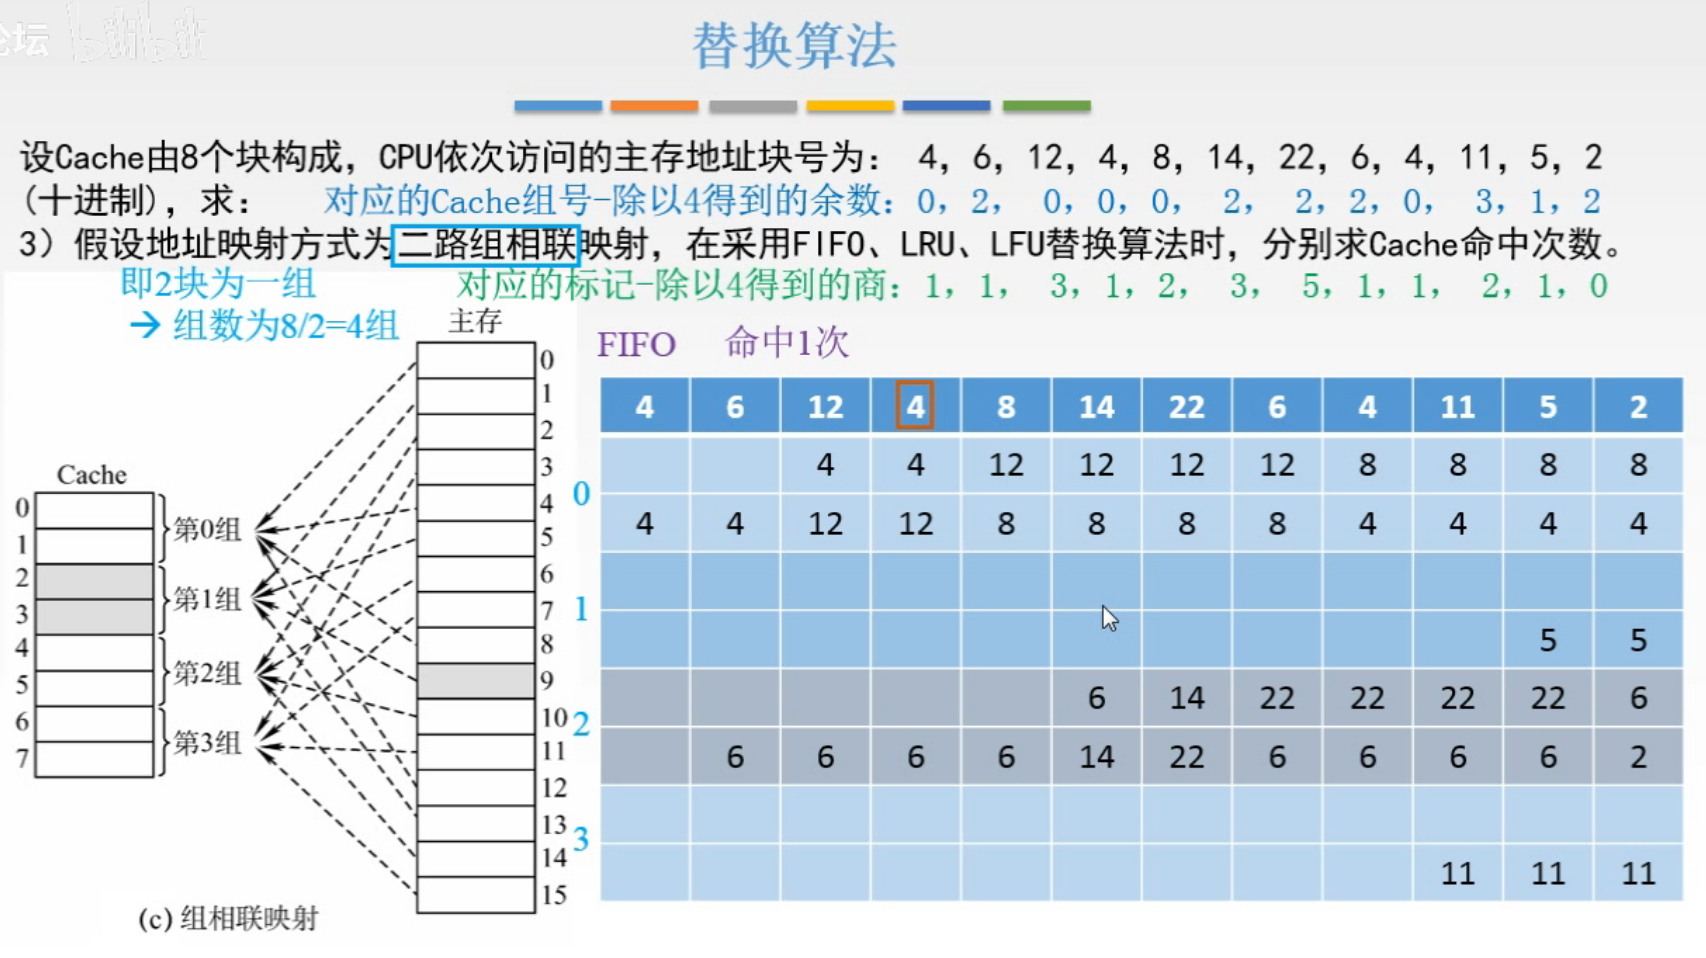 论坛 bilibili
替换算法
设Cache由8个块构成，CPU依次访问的主存地址块号为： 4，6，12，4，8，14，22，6，4，11，5，2
(十进制)，求： 对应的Cache组号-除以4得到的余数：0，2， 0，0，0， 2， 2，2，0， 3，1，2
3）假设地址映射方式为二路组相联映射，在采用FIFO、LRU、LFU替换算法时，分别求Cache命中次数。
即2块为一组 对应的标记-除以4得到的商：1，1， 3，1，2， 3， 5，1，1， 2，1，0
→ 组数为8/2=4组
主存
0
1
2
3
4
5
6
7
8
9
10
11
12
13
14
15
Cache
0
1
2
3
4
5
6
7
第0组
第1组
第2组
第3组
(c) 组相联映射
FIFO 命中1次
4 6 12 4 8 14 22 6 4 11 5 2
4 4 12 12 12 12 8 8 8 8
0
4 4 12 12 8 8 8 8 4 4 4 4
1
5 5
6 14 22 22 22 22 6
2
6 6 6 6 14 22 6 6 6 6 2
3
11 11 11